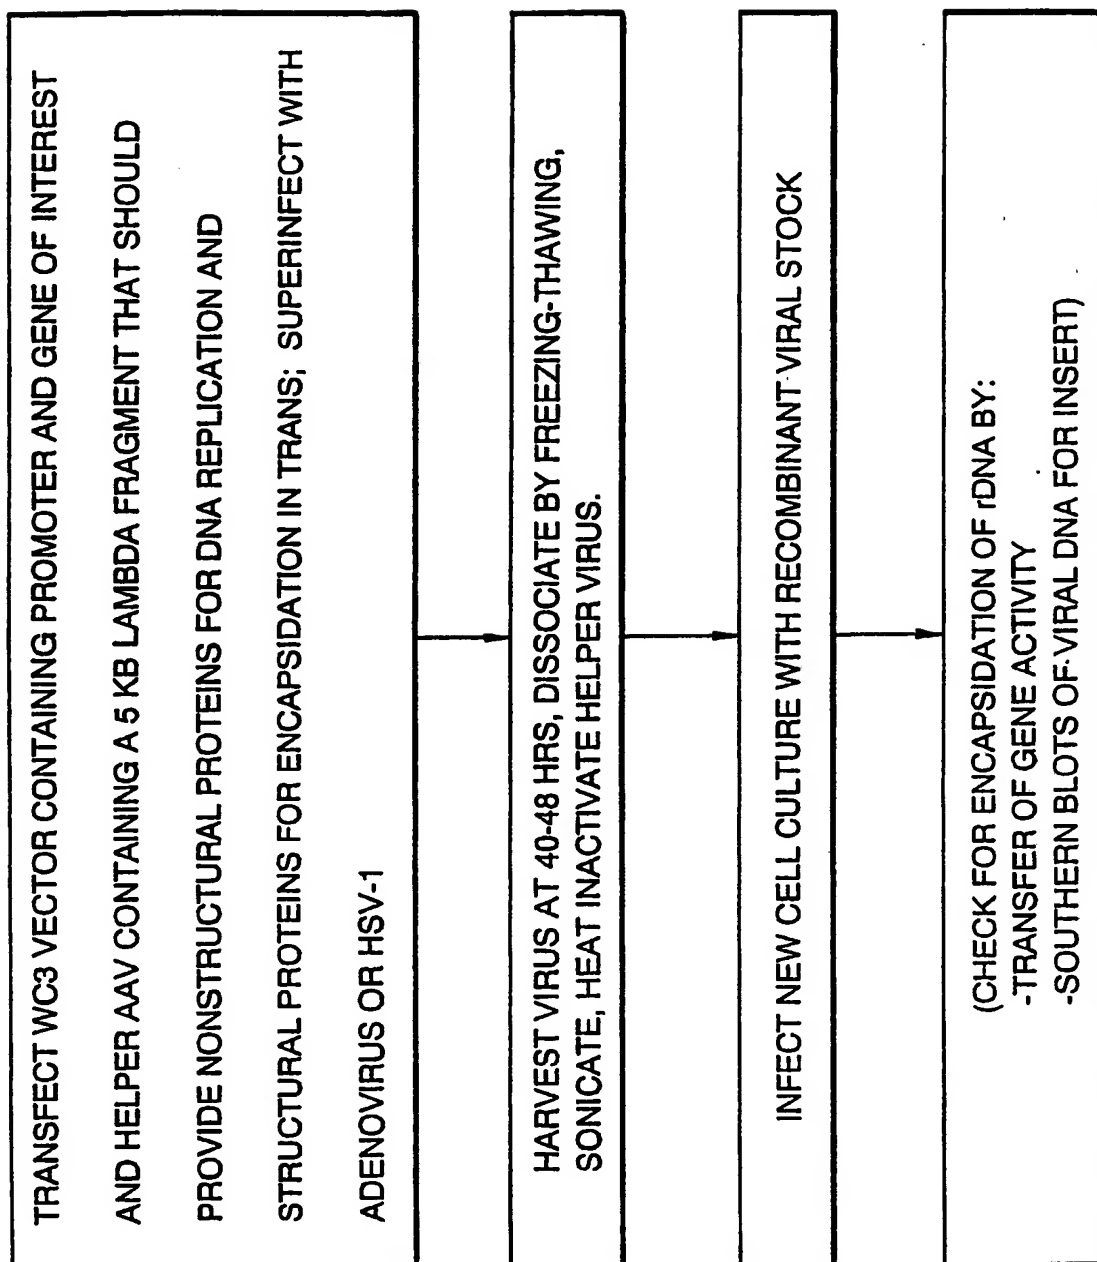 TRANSFECT WC3 VECTOR CONTAINING PROMOTER AND GENE OF INTEREST
AND HELPER AAV CONTAINING A 5 KB LAMBDA FRAGMENT THAT SHOULD
PROVIDE NONSTRUCTURAL PROTEINS FOR DNA REPLICATION AND
STRUCTURAL PROTEINS FOR ENCAPSIDATION IN TRANS; SUPERINFECT WITH
ADENOVIRUS OR HSV-1
HARVEST VIRUS AT 40-48 HRS, DISSOCIATE BY FREEZING-THAWING,
SONICATE, HEAT INACTIVATE HELPER VIRUS.
INFECT NEW CELL CULTURE WITH RECOMBINANT VIRAL STOCK
(CHECK FOR ENCAPSIDATION OF rDNA BY:
-TRANSFER OF GENE ACTIVITY
-SOUTHERN BLOTS OF VIRAL DNA FOR INSERT)